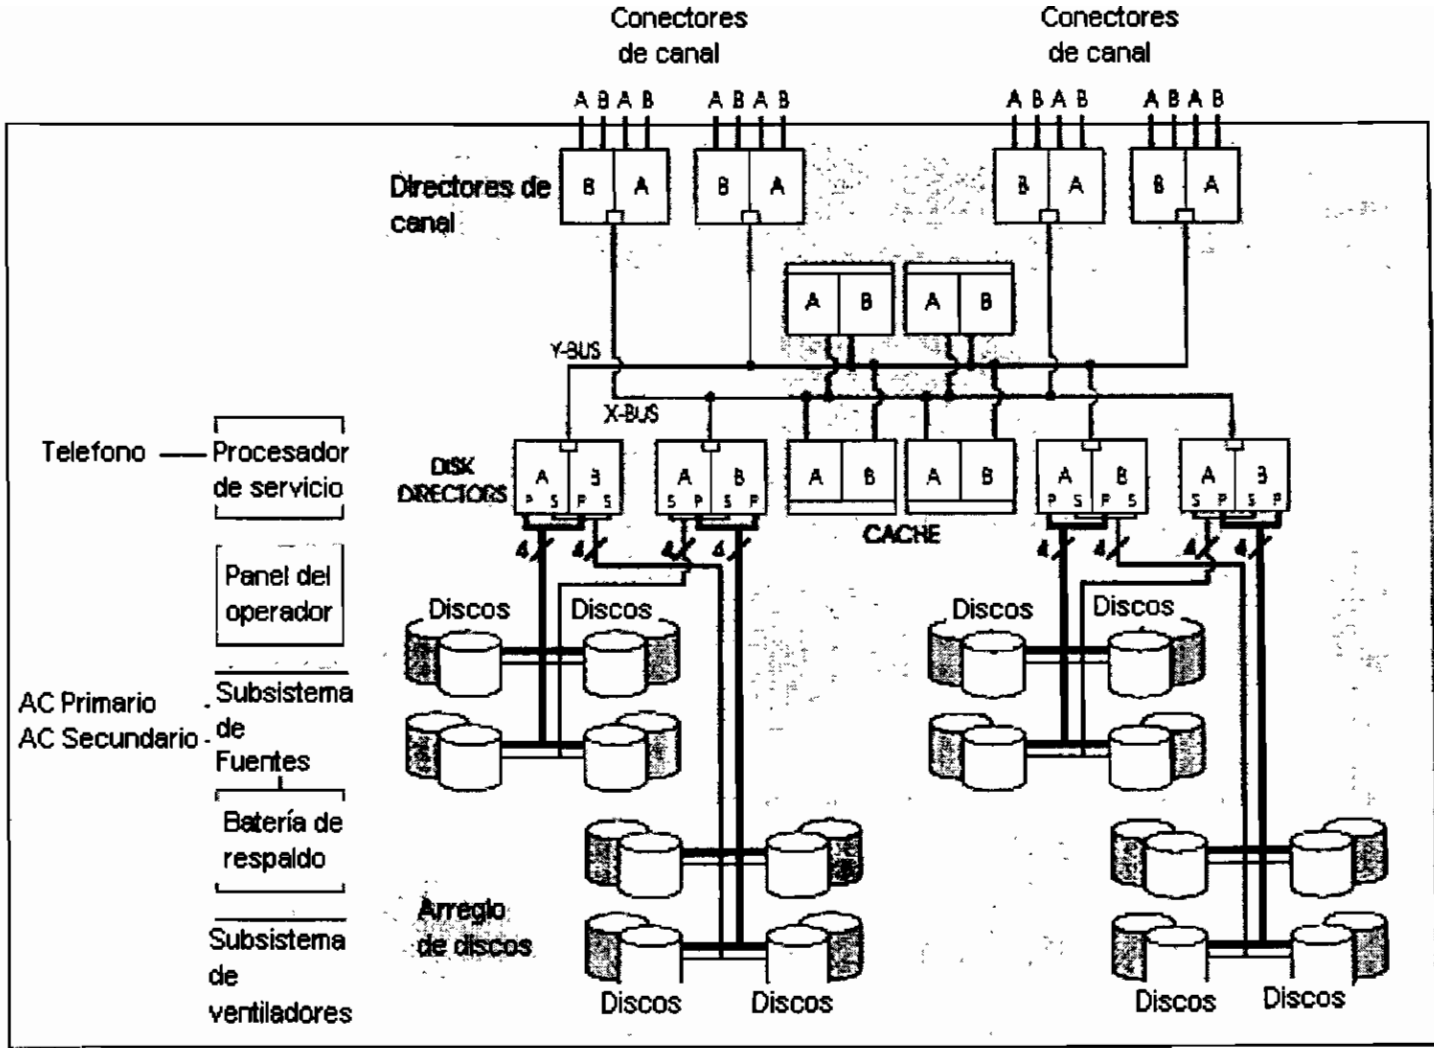 Conectores
de canal
Conectores
de canal
A B A B
A B A B
A B A B
A B A B
Directores de
canal
B A
B A
B A
B A
A B
A B
Y-BUS
X-BUS
Telefono
Procesador
de servicio
DISK
DIRECTORS
A B
P S P S
A B
S P S P
A B
A B
CACHE
A B
P S P S
A B
S P S P
4 4 4 4
4 4 4 4
Panel del
operador
Discos Discos
Discos Discos
AC Primario
AC Secundario
Subsistema
de
Fuentes
Batería de
respaldo
Arreglo
de discos
Subsistema
de
ventiladores
Discos Discos
Discos Discos